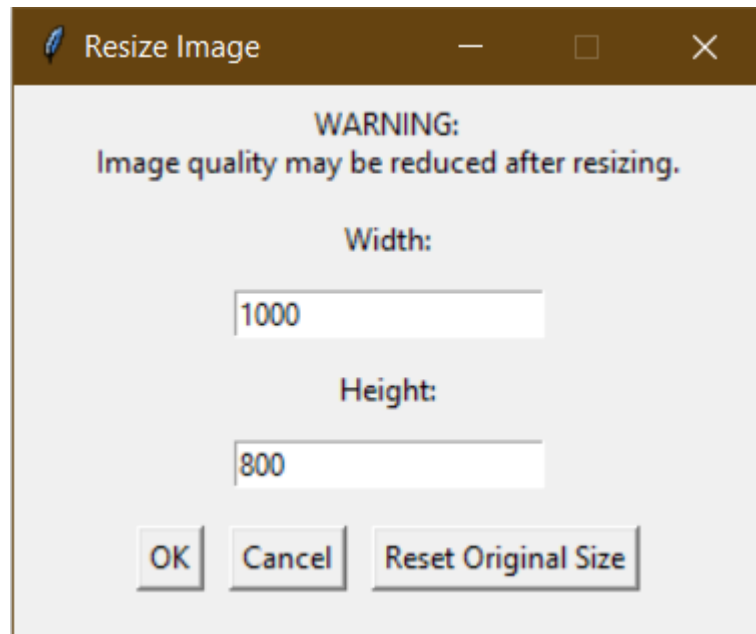 Resize Image
WARNING:
Image quality may be reduced after resizing.
Width:
1000
Height:
800
OK Cancel Reset Original Size